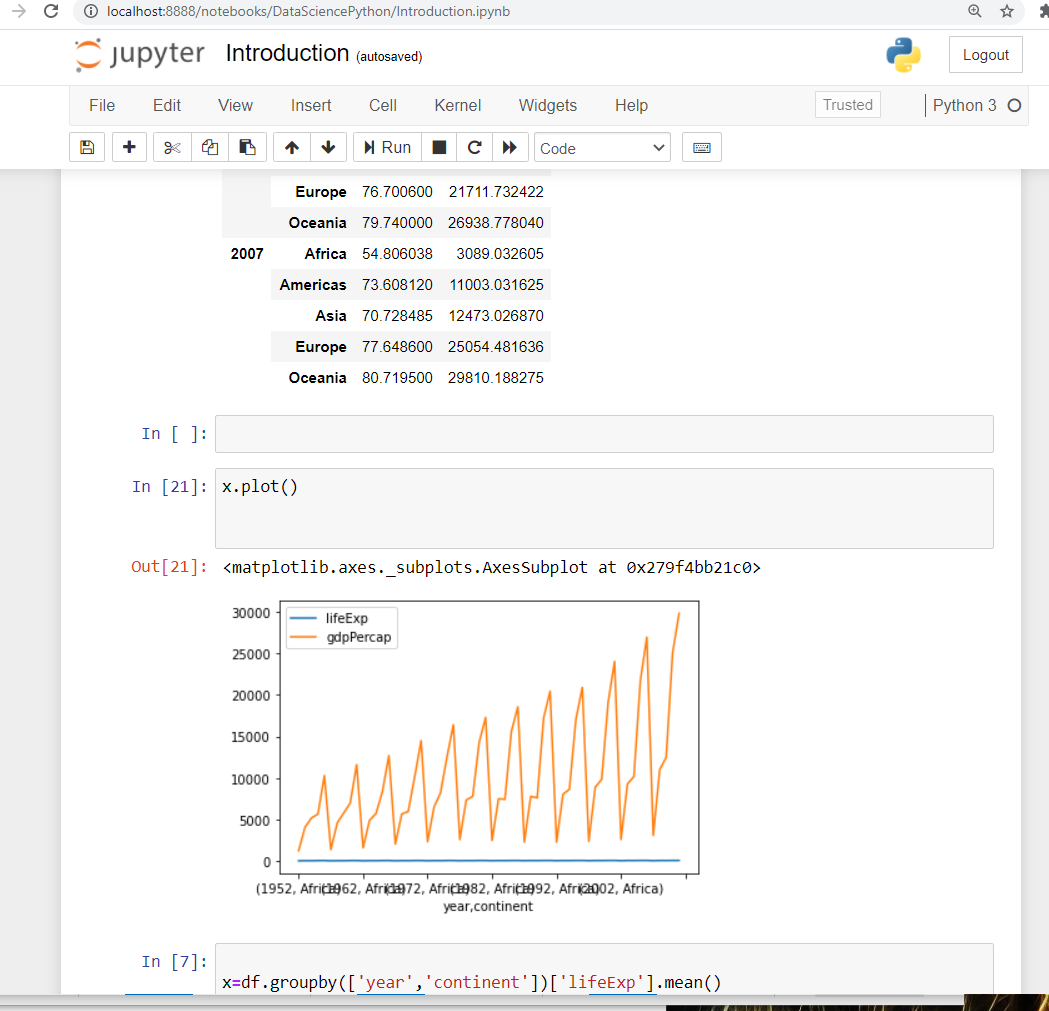 localhost:8888/notebooks/DataSciencePython/Introduction.ipynb
jupyter Introduction (autosaved) Logout
File Edit View Insert Cell Kernel Widgets Help Trusted Python 3
Run Code
Europe 76.700600 21711.732422
Oceania 79.740000 26938.778040
2007 Africa 54.806038 3089.032605
Americas 73.608120 11003.031625
Asia 70.728485 12473.026870
Europe 77.648600 25054.481636
Oceania 80.719500 29810.188275
In [ ]:
In [21]: x.plot()
Out[21]: <matplotlib.axes._subplots.AxesSubplot at 0x279f4bb21c0>
30000
lifeExp
gdpPercap
25000
20000
15000
10000
5000
0
(1952, Africa) (1962, Africa) (1972, Africa) (1982, Africa) (1992, Africa) (2002, Africa)
year,continent
In [7]:
x=df.groupby(['year','continent'])['lifeExp'].mean()